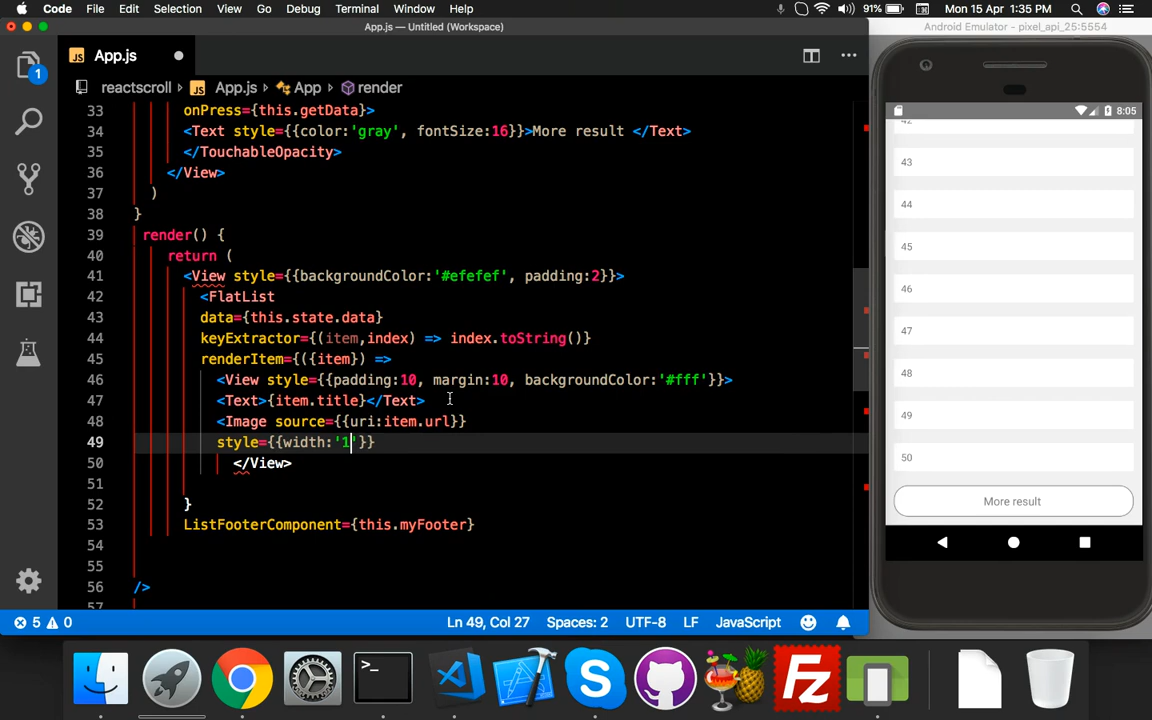 Code File Edit Selection View Go Debug Terminal Window Help 91% Mon 15 Apr 1:35 PM
App.js — Untitled (Workspace)
Android Emulator - pixel_api_25:5554
JS App.js
1
reactscroll › JS App.js › App › render
33 onPress={this.getData}>
34 <Text style={{color:'gray', fontSize:16}}>More result </Text>
35 </TouchableOpacity>
36 </View>
37 )
38 }
39 render() {
40 return (
41 <View style={{backgroundColor:'#efefef', padding:2}}>
42 <FlatList
43 data={this.state.data}
44 keyExtractor={(item,index) => index.toString()}
45 renderItem={({item}) =>
46 <View style={{padding:10, margin:10, backgroundColor:'#fff'}}>
47 <Text>{item.title}</Text>
48 <Image source={{uri:item.url}}
49 style={{width:'1'}}
50 </View>
51
52 }
53 ListFooterComponent={this.myFooter}
54
55
56 />
57
8:05
42
43
44
45
46
47
48
49
50
More result
5 0 Ln 49, Col 27 Spaces: 2 UTF-8 LF JavaScript
>_
S
Fz